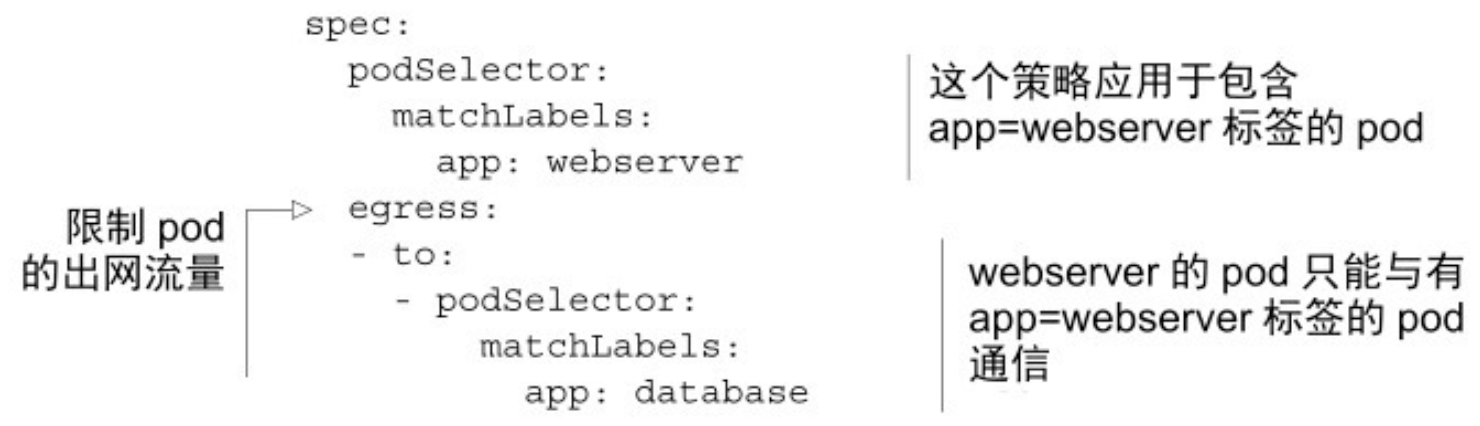 spec:
podSelector:
matchLabels:
app: webserver
egress:
- to:
- podSelector:
matchLabels:
app: database
这个策略应用于包含
app=webserver 标签的 pod
限制 pod
的出网流量
webserver 的 pod 只能与有
app=webserver 标签的 pod
通信